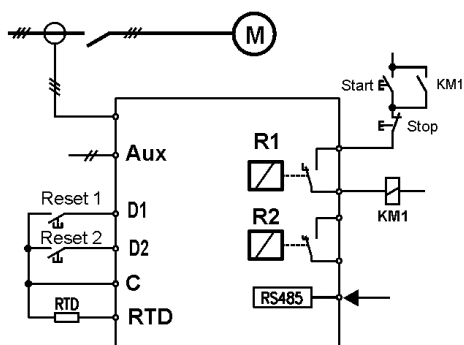 M
Start
KM1
Stop
Aux
R1
Reset 1
D1
KM1
Reset 2
D2
R2
C
RTD
RTD
RS485